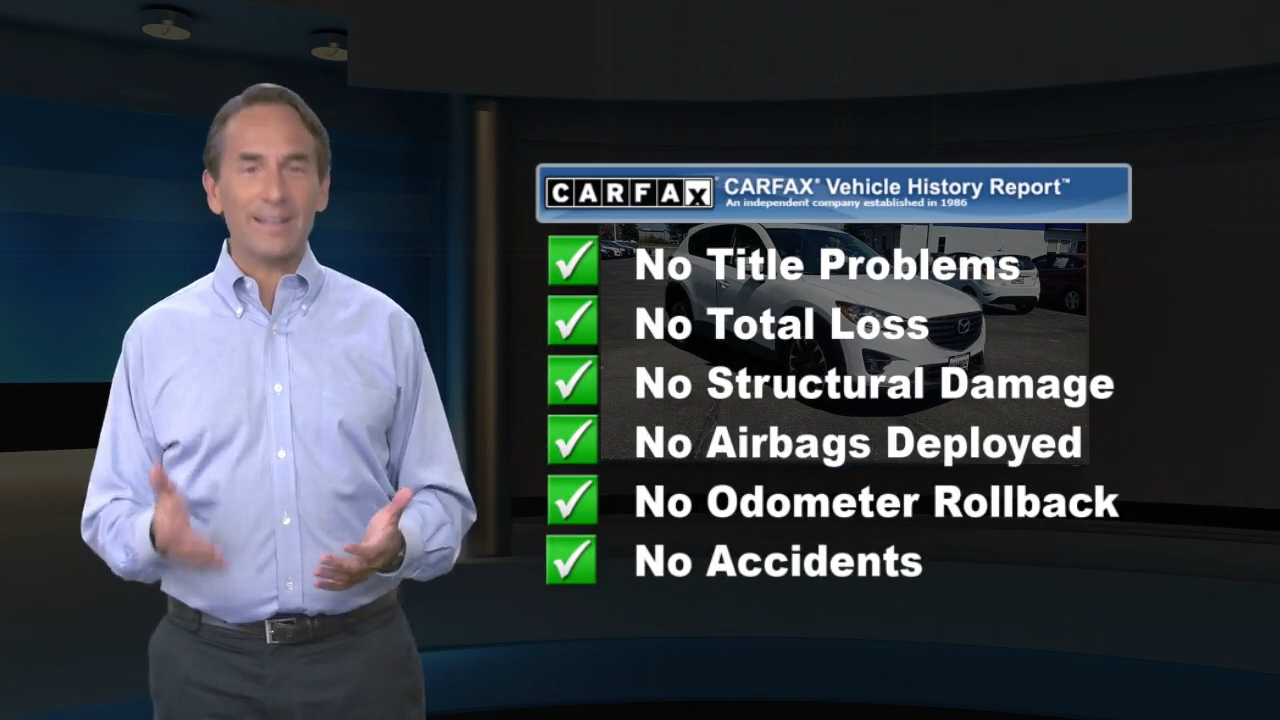 CARFAX® CARFAX® Vehicle History Report™
An independent company established in 1986
No Title Problems
No Total Loss
No Structural Damage
No Airbags Deployed
No Odometer Rollback
No Accidents